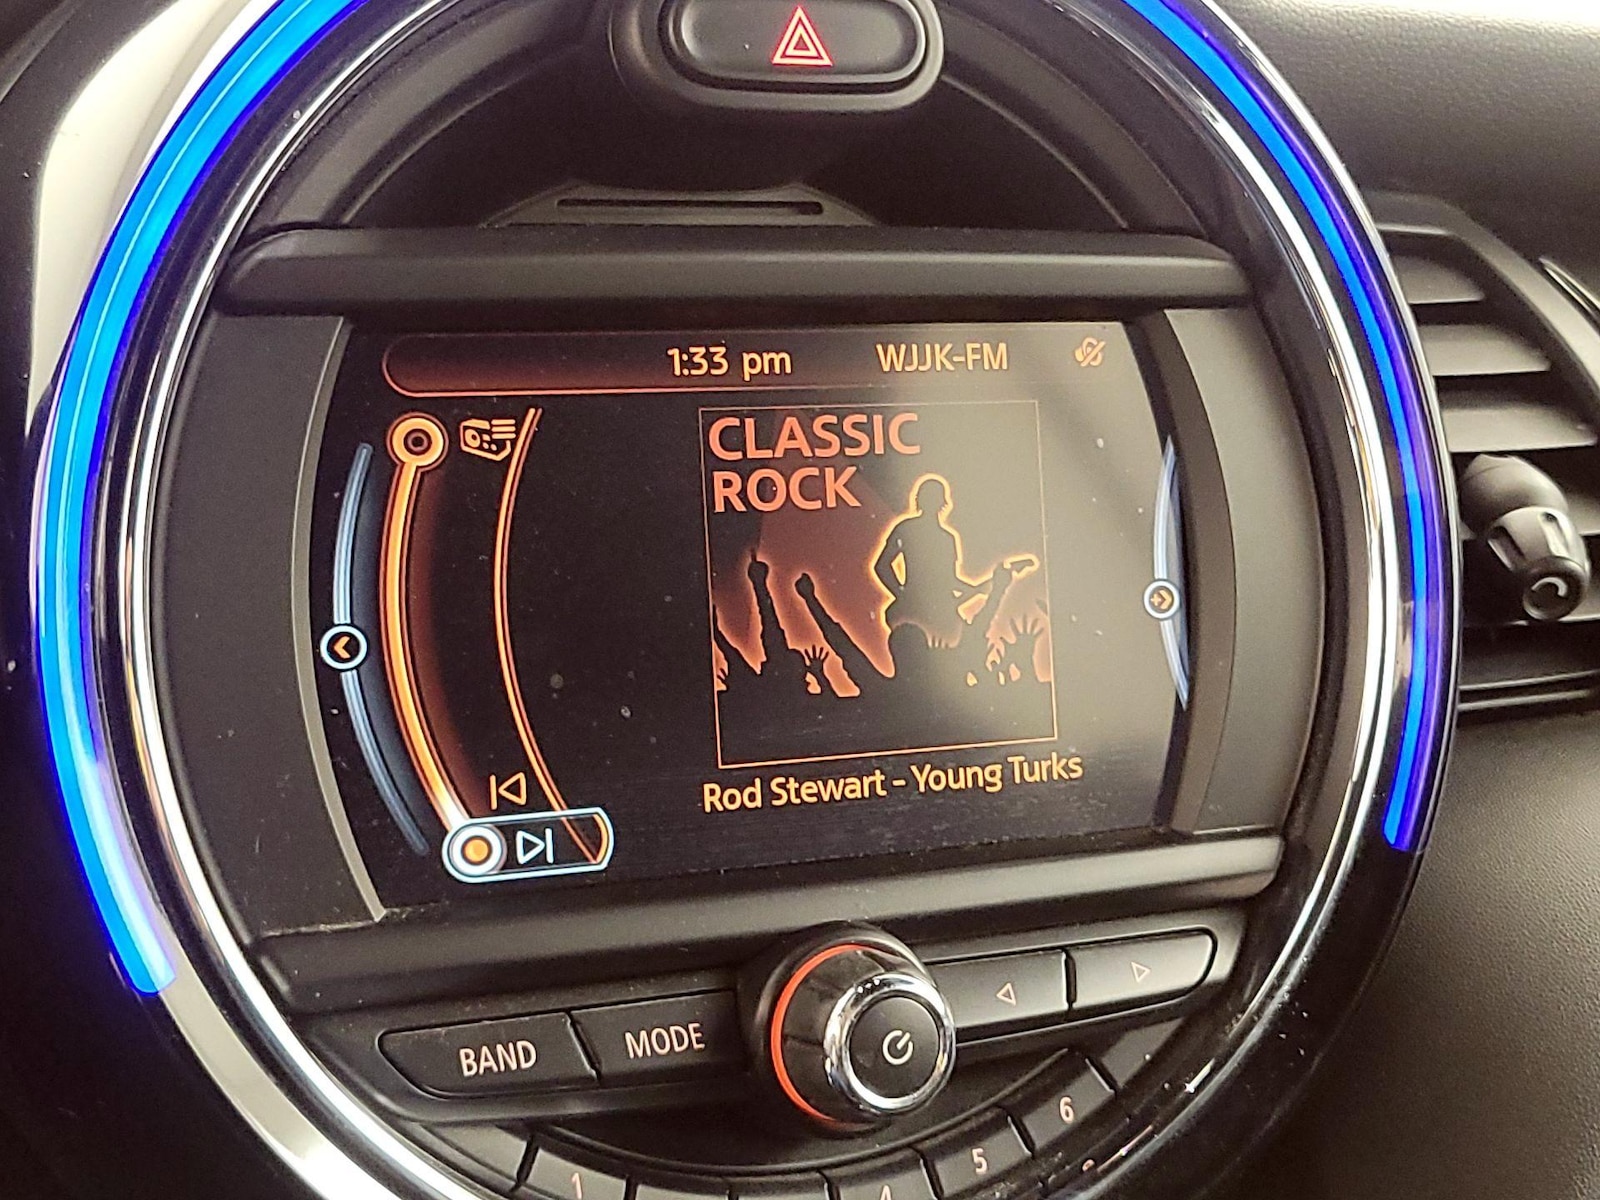 1:33 pm WJJK-FM
CLASSIC
ROCK
Rod Stewart - Young Turks
BAND MODE
1 4 5 6